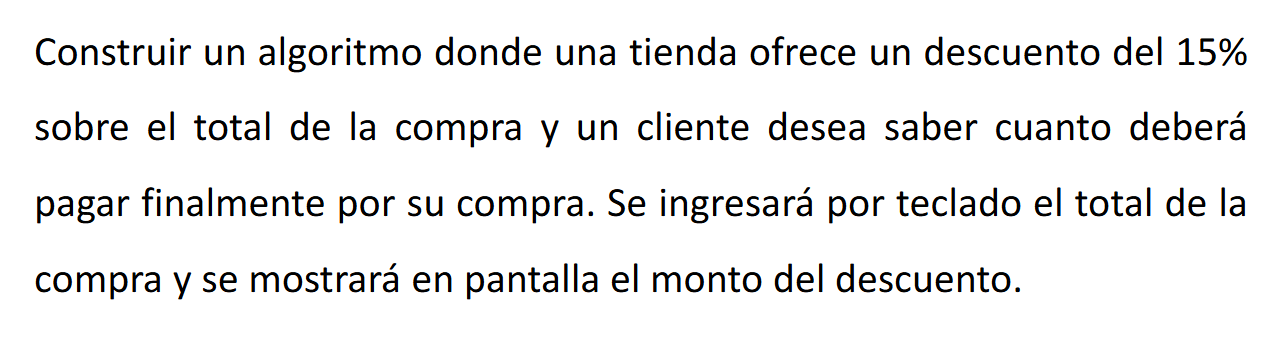 Construir un algoritmo donde una tienda ofrece un descuento del 15%
sobre el total de la compra y un cliente desea saber cuanto deberá
pagar finalmente por su compra. Se ingresará por teclado el total de la
compra y se mostrará en pantalla el monto del descuento.